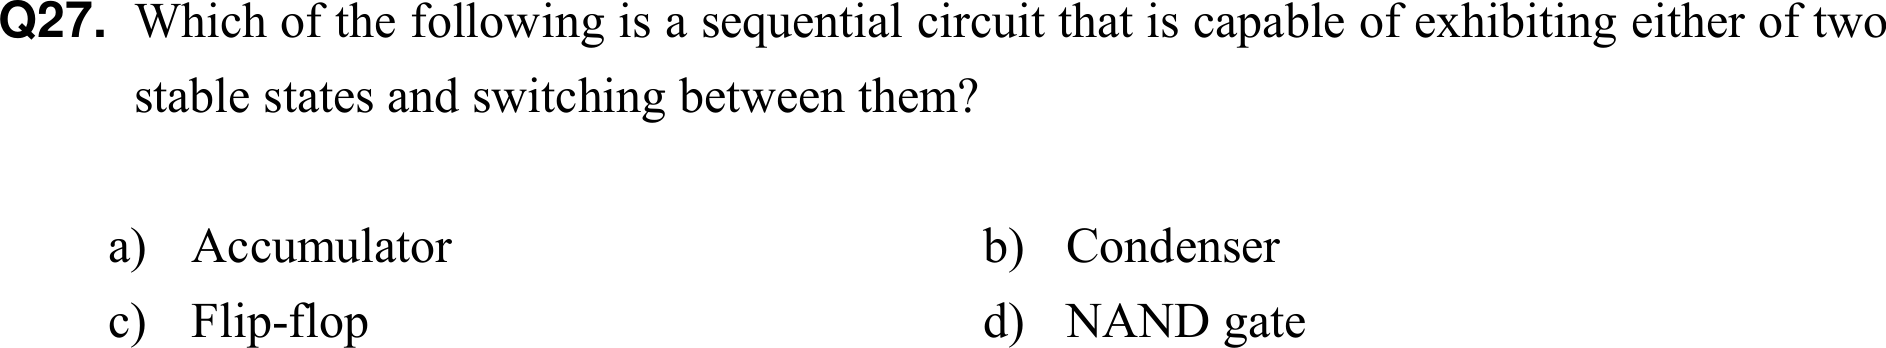 Q27. Which of the following is a sequential circuit that is capable of exhibiting either of two
stable states and switching between them?
a) Accumulator b) Condenser
c) Flip-flop d) NAND gate